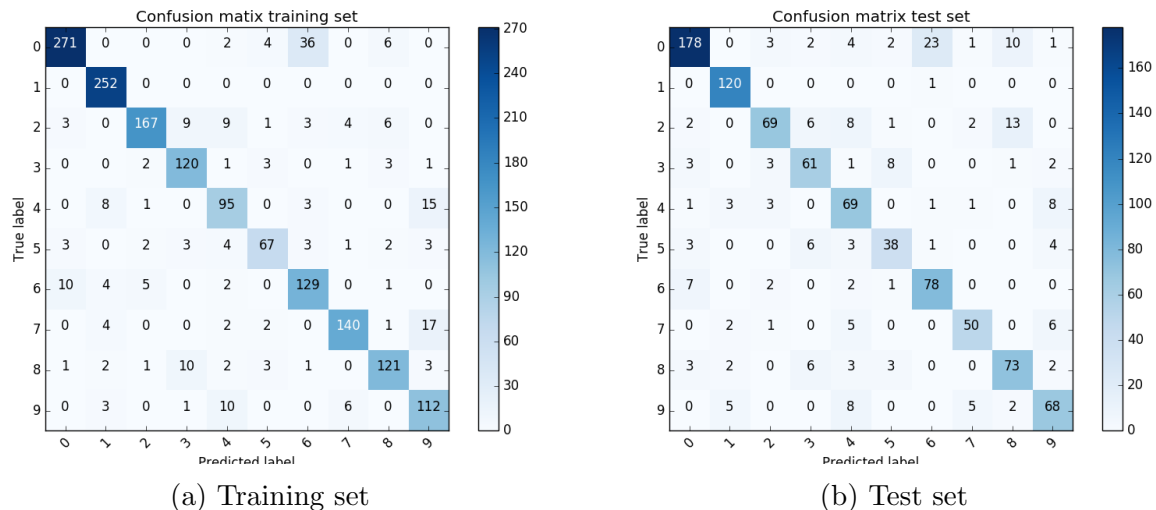 Confusion matix training set
0 271 0 0 0 2 4 36 0 6 0
1 0 252 0 0 0 0 0 0 0 0
2 3 0 167 9 9 1 3 4 6 0
3 0 0 2 120 1 3 0 1 3 1
4 0 8 1 0 95 0 3 0 0 15
5 3 0 2 3 4 67 3 1 2 3
6 10 4 5 0 2 0 129 0 1 0
7 0 4 0 0 2 2 0 140 1 17
8 1 2 1 10 2 3 1 0 121 3
9 0 3 0 1 10 0 0 6 0 112
0 1 2 3 4 5 6 7 8 9
True label
Predicted label
270
240
210
180
150
120
90
60
30
0
(a) Training set
Confusion matrix test set
0 178 0 3 2 4 2 23 1 10 1
1 0 120 0 0 0 0 1 0 0 0
2 2 0 69 6 8 1 0 2 13 0
3 3 0 3 61 1 8 0 0 1 2
4 1 3 3 0 69 0 1 1 0 8
5 3 0 0 6 3 38 1 0 0 4
6 7 0 2 0 2 1 78 0 0 0
7 0 2 1 0 5 0 0 50 0 6
8 3 2 0 6 3 3 0 0 73 2
9 0 5 0 0 8 0 0 5 2 68
0 1 2 3 4 5 6 7 8 9
True label
Predicted label
160
140
120
100
80
60
40
20
0
(b) Test set